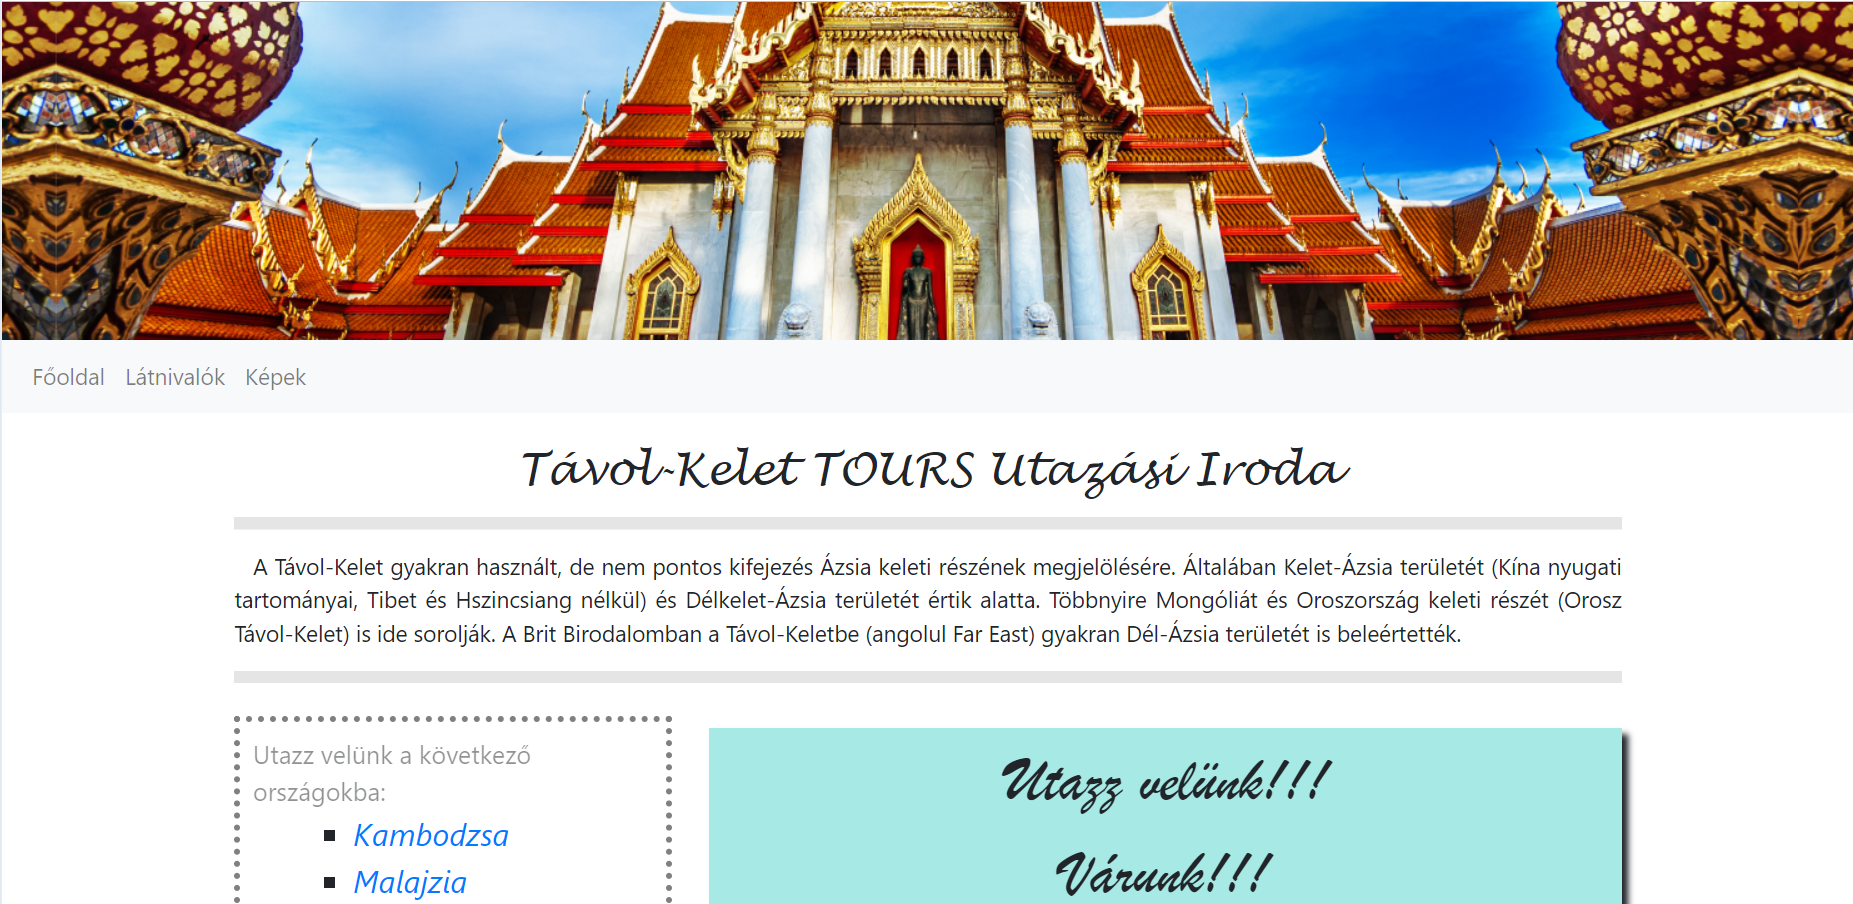 Főoldal Látnivalók Képek
Távol-Kelet TOURS Utazási Iroda
A Távol-Kelet gyakran használt, de nem pontos kifejezés Ázsia keleti részének megjelölésére. Általában Kelet-Ázsia területét (Kína nyugati
tartományai, Tibet és Hszincsiang nélkül) és Délkelet-Ázsia területét értik alatta. Többnyire Mongóliát és Oroszország keleti részét (Orosz
Távol-Kelet) is ide sorolják. A Brit Birodalomban a Távol-Keletbe (angolul Far East) gyakran Dél-Ázsia területét is beleértették.
Utazz velünk a következő
országokba:
Kambodzsa
Malajzia
Utazz velünk!!!
Várunk!!!